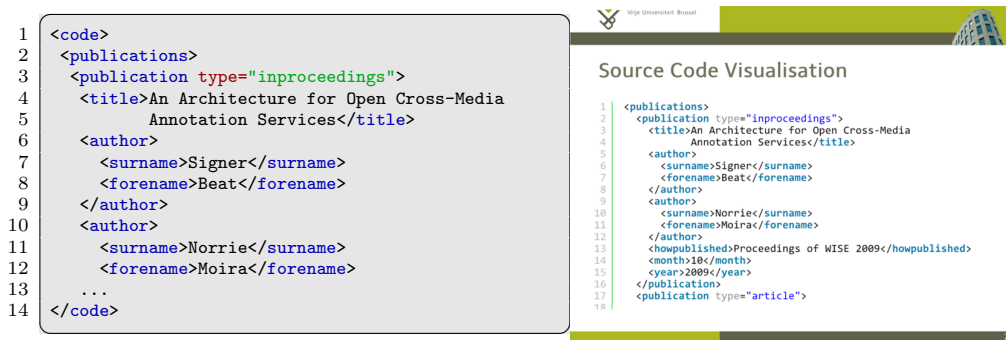 1 <code>
2 <publications>
3 <publication type="inproceedings">
4 <title>An Architecture for Open Cross-Media
5 Annotation Services</title>
6 <author>
7 <surname>Signer</surname>
8 <forename>Beat</forename>
9 </author>
10 <author>
11 <surname>Norrie</surname>
12 <forename>Moira</forename>
13 ...
14 </code>
Vrije Universiteit Brussel
Source Code Visualisation
1 <publications>
2 <publication type="inproceedings">
3 <title>An Architecture for Open Cross-Media
4 Annotation Services</title>
5 <author>
6 <surname>Signer</surname>
7 <forename>Beat</forename>
8 </author>
9 <author>
10 <surname>Norrie</surname>
11 <forename>Moira</forename>
12 </author>
13 <howpublished>Proceedings of WISE 2009</howpublished>
14 <month>10</month>
15 <year>2009</year>
16 </publication>
17 <publication type="article">
18